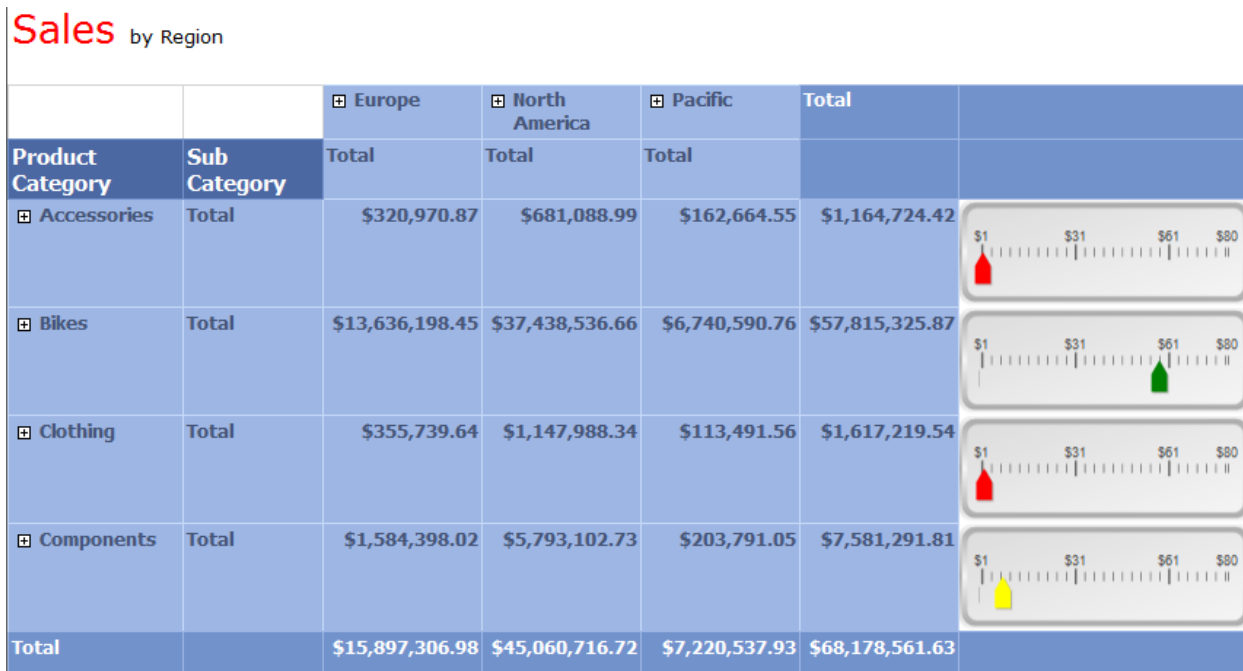 Sales by Region
Europe North Pacific Total
America
Product Sub Total Total Total
Category Category
Accessories Total $320,970.87 $681,088.99 $162,664.55 $1,164,724.42
$1 $31 $61 $80
Bikes Total $13,636,198.45 $37,438,536.66 $6,740,590.76 $57,815,325.87
$1 $31 $61 $80
Clothing Total $355,739.64 $1,147,988.34 $113,491.56 $1,617,219.54
$1 $31 $61 $80
Components Total $1,584,398.02 $5,793,102.73 $203,791.05 $7,581,291.81
$1 $31 $61 $80
Total $15,897,306.98 $45,060,716.72 $7,220,537.93 $68,178,561.63